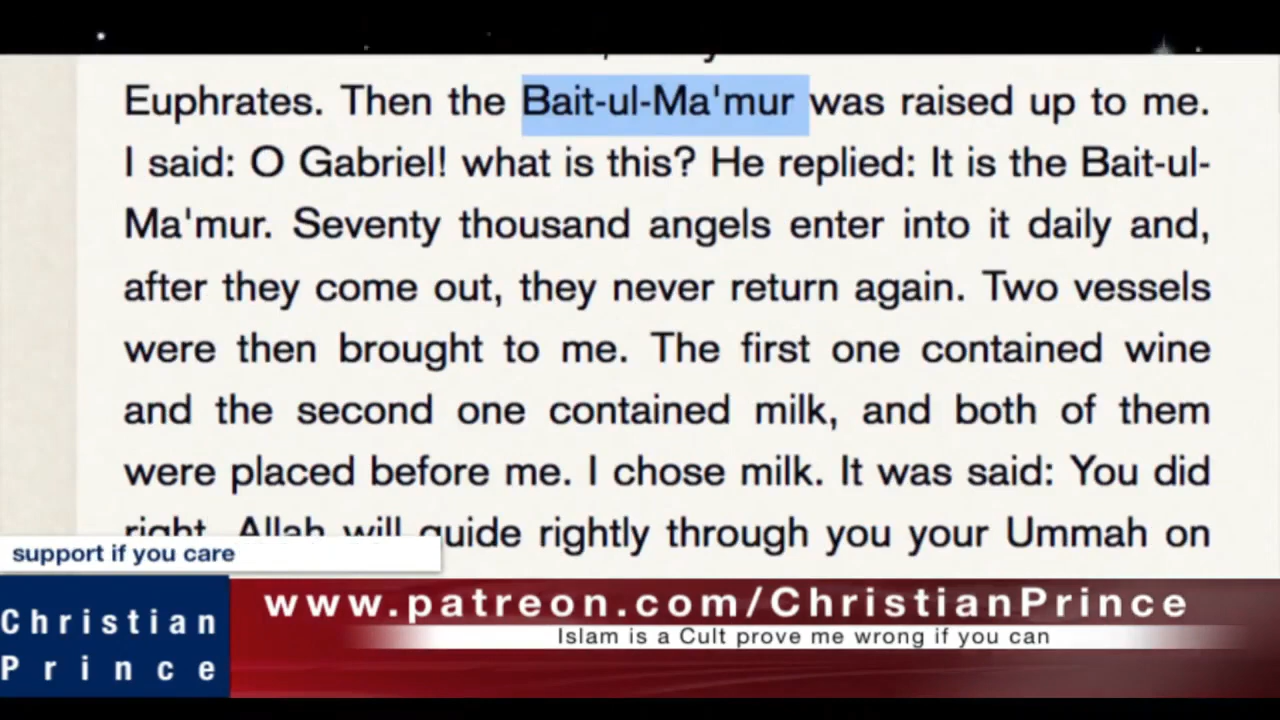 Euphrates. Then the Bait-ul-Ma'mur was raised up to me.
I said: O Gabriel! what is this? He replied: It is the Bait-ul-
Ma'mur. Seventy thousand angels enter into it daily and,
after they come out, they never return again. Two vessels
were then brought to me. The first one contained wine
and the second one contained milk, and both of them
were placed before me. I chose milk. It was said: You did
right. Allah will guide rightly through you your Ummah on
support if you care
Christian
Prince
www.patreon.com/ChristianPrince
Islam is a Cult prove me wrong if you can